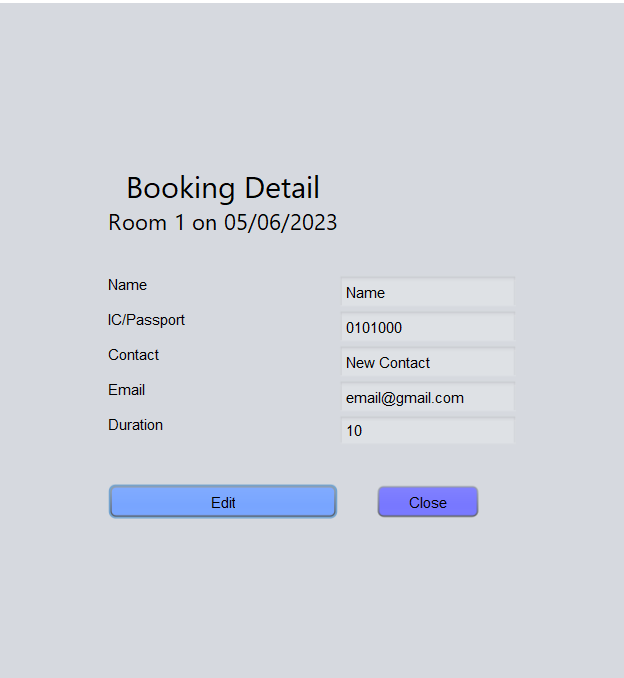 Booking Detail
Room 1 on 05/06/2023
Name Name
IC/Passport 0101000
Contact New Contact
Email email@gmail.com
Duration 10
Edit Close